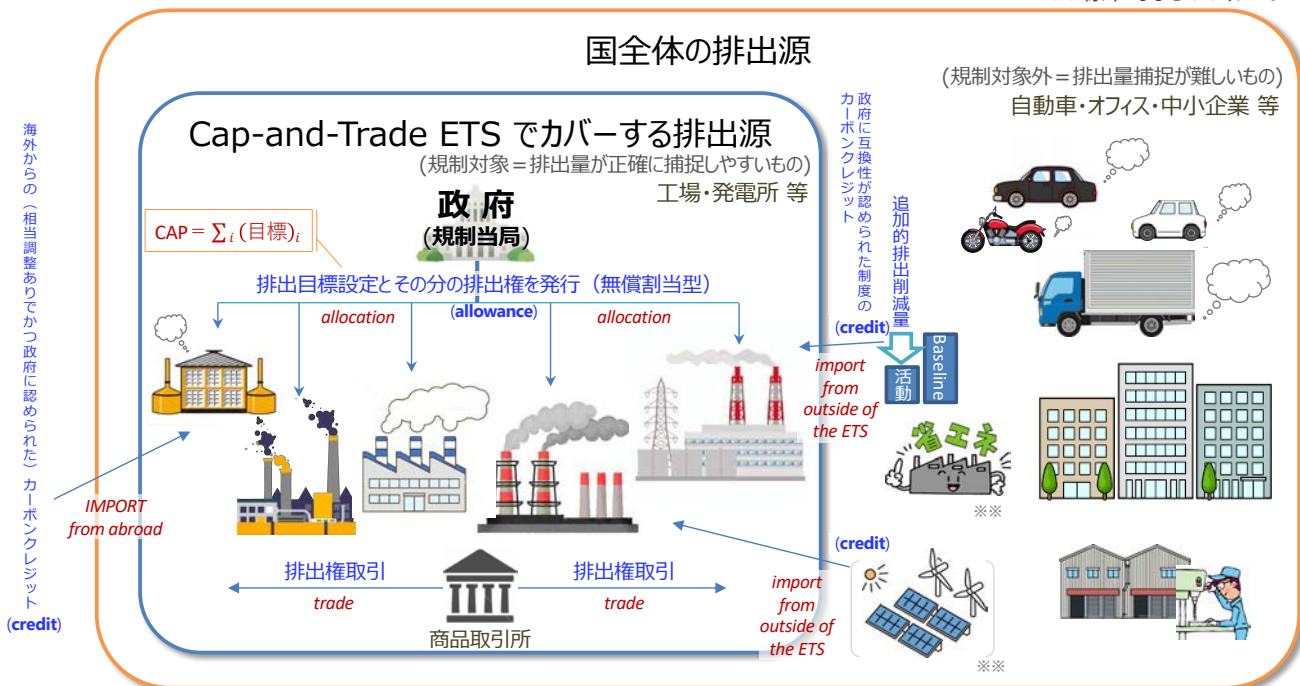 国全体の排出源
(規制対象外＝排出量捕捉が難しいもの)
自動車・オフィス・中小企業 等
Cap-and-Trade ETS でカバーする排出源
(規制対象＝排出量が正確に捕捉しやすいもの)
工場・発電所 等
政府
(規制当局)
CAP = ∑ᵢ (目標)ᵢ
排出目標設定とその分の排出権を発行（無償割当型）
allocation
(allowance)
allocation
海外からの（相当調整ありでかつ政府に認められた）カーボンクレジット
(credit)
IMPORT
from abroad
政府に互換性が認められた制度の
カーボンクレジット
(credit)
追加的排出削減量
Baseline
活動
import
from
outside of
the ETS
省エネ
※※
排出権取引
trade
排出権取引
trade
商品取引所
(credit)
import
from
outside of
the ETS
※※